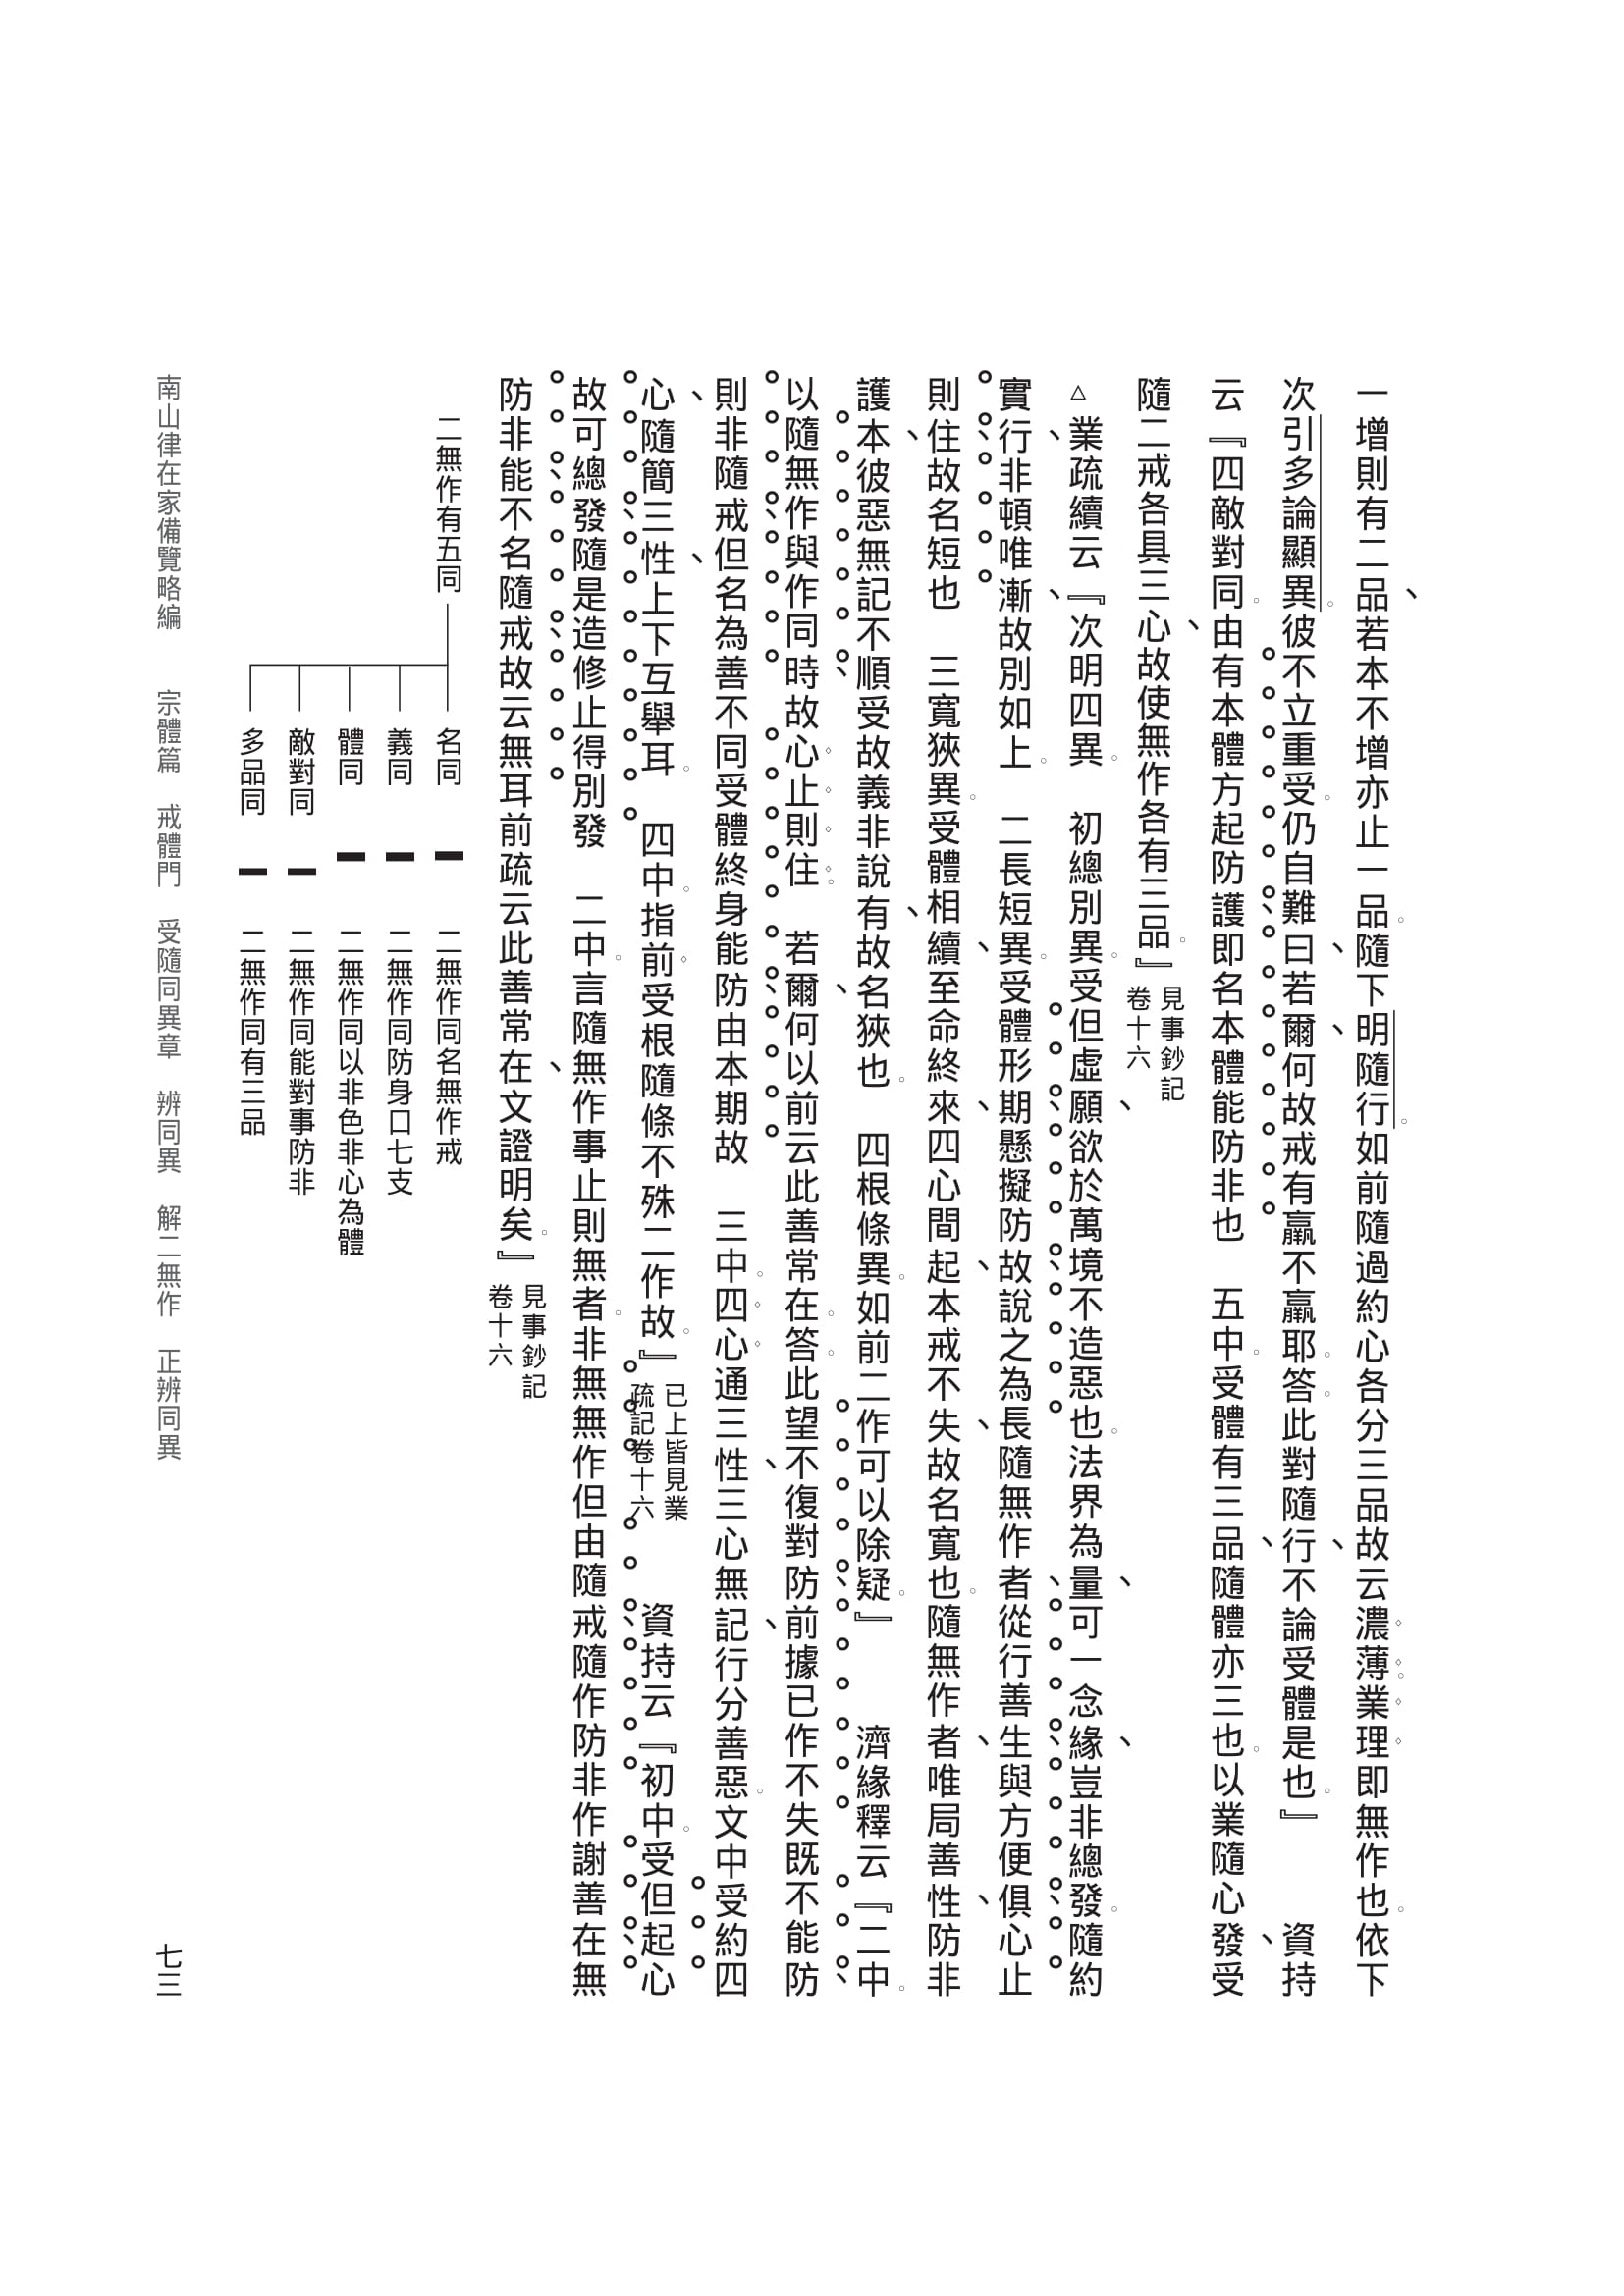 一增則有二品若本不增亦止一品隨下明隨行如前隨過約心各分三品故云濃薄業理即無作也依下
次引多論顯異彼不立重受仍自難曰若爾何故戒有羸不羸耶答此對隨行不論受體是也』　資持
云『四敵對同由有本體方起防護即名本體能防非也　五中受體有三品隨體亦三也以業隨心發受
隨二戒各具三心故使無作各有三品』見事鈔記卷十六
△業疏續云『次明四異　初總別異受但虛願欲於萬境不造惡也法界為量可一念緣豈非總發隨約
實行非頓唯漸故別如上　二長短異受體形期懸擬防故說之為長隨無作者從行善生與方便俱心止
則住故名短也　三寬狹異受體相續至命終來四心間起本戒不失故名寬也隨無作者唯局善性防非
護本彼惡無記不順受故義非說有故名狹也　四根條異如前二作可以除疑』　濟緣釋云『二中
以隨無作與作同時故心止則住　若爾何以前云此善常在答此望不復對防前據已作不失既不能防
則非隨戒但名為善不同受體終身能防由本期故　三中四心通三性三心無記行分善惡文中受約四
心隨簡三性上下互舉耳　四中指前受根隨條不殊二作故』已上皆見業疏記卷十六　資持云『初中受但起心
故可總發隨是造修止得別發　二中言隨無作事止則無者非無無作但由隨戒隨作防非作謝善在無
防非能不名隨戒故云無耳前疏云此善常在文證明矣』見事鈔記卷十六
二無作有五同
名同　二無作同名無作戒
義同　二無作同防身口七支
體同　二無作同以非色非心為體
敵對同　二無作同能對事防非
多品同　二無作同有三品
南山律在家備覽略編　宗體篇　戒體門　受隨同異章　辨同異　解二無作　正辨同異　七三